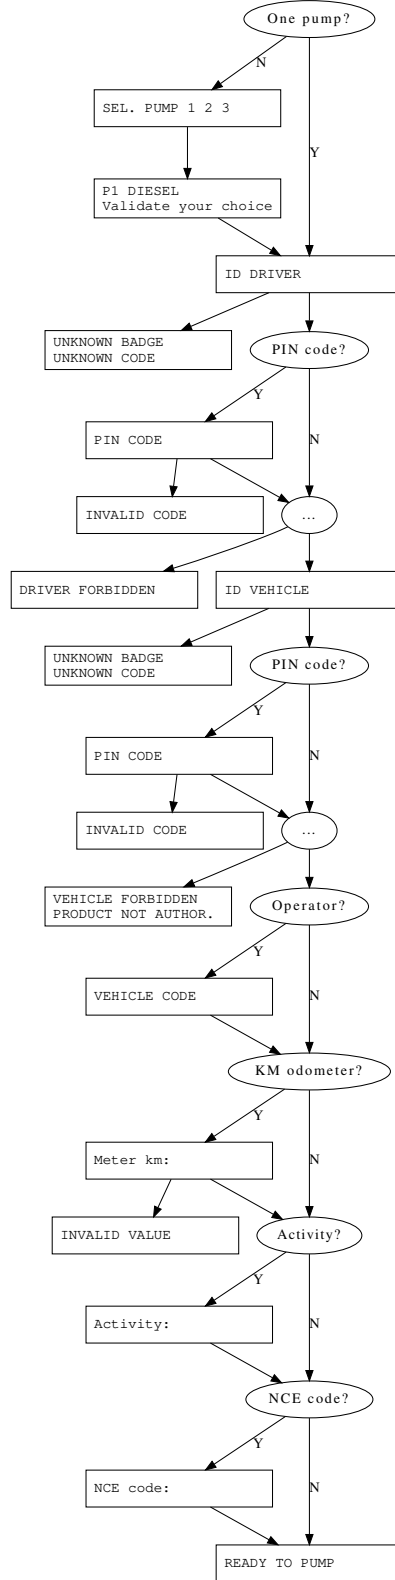 One pump?
N
SEL. PUMP 1 2 3
Y
P1 DIESEL
Validate your choice
ID DRIVER
UNKNOWN BADGE
UNKNOWN CODE
PIN code?
Y
PIN CODE
N
INVALID CODE
...
DRIVER FORBIDDEN
ID VEHICLE
UNKNOWN BADGE
UNKNOWN CODE
PIN code?
Y
PIN CODE
N
INVALID CODE
...
VEHICLE FORBIDDEN
PRODUCT NOT AUTHOR.
Operator?
Y
VEHICLE CODE
N
KM odometer?
Y
Meter km:
N
INVALID VALUE
Activity?
Y
Activity:
N
NCE code?
Y
NCE code:
N
READY TO PUMP